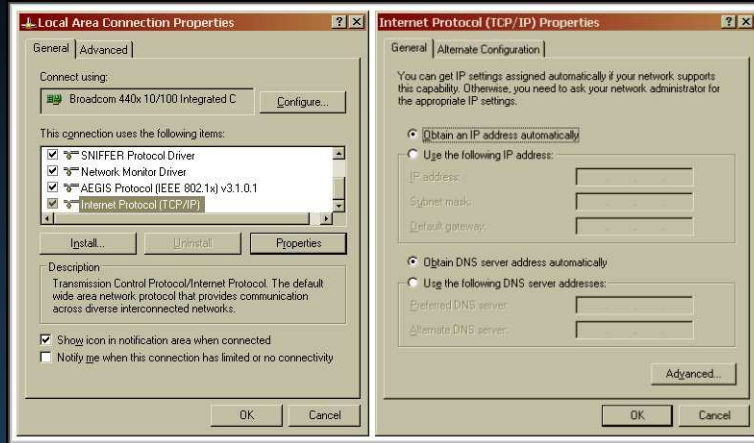 Local Area Connection Properties
General
Advanced
Connect using:
Broadcom 440x 10/100 Integrated C
Configure...
This connection uses the following items:
SNIFFER Protocol Driver
Network Monitor Driver
AEGIS Protocol (IEEE 802.1x) v3.1.0.1
Internet Protocol (TCP/IP)
Install...
Uninstall
Properties
Description
Transmission Control Protocol/Internet Protocol. The default
wide area network protocol that provides communication
across diverse interconnected networks.
Show icon in notification area when connected
Notify me when this connection has limited or no connectivity
OK
Cancel
Internet Protocol (TCP/IP) Properties
General
Alternate Configuration
You can get IP settings assigned automatically if your network supports
this capability. Otherwise, you need to ask your network administrator for
the appropriate IP settings.
Obtain an IP address automatically
Use the following IP address:
IP address:
Subnet mask:
Default gateway:
Obtain DNS server address automatically
Use the following DNS server addresses:
Preferred DNS server:
Alternate DNS server:
Advanced...
OK
Cancel